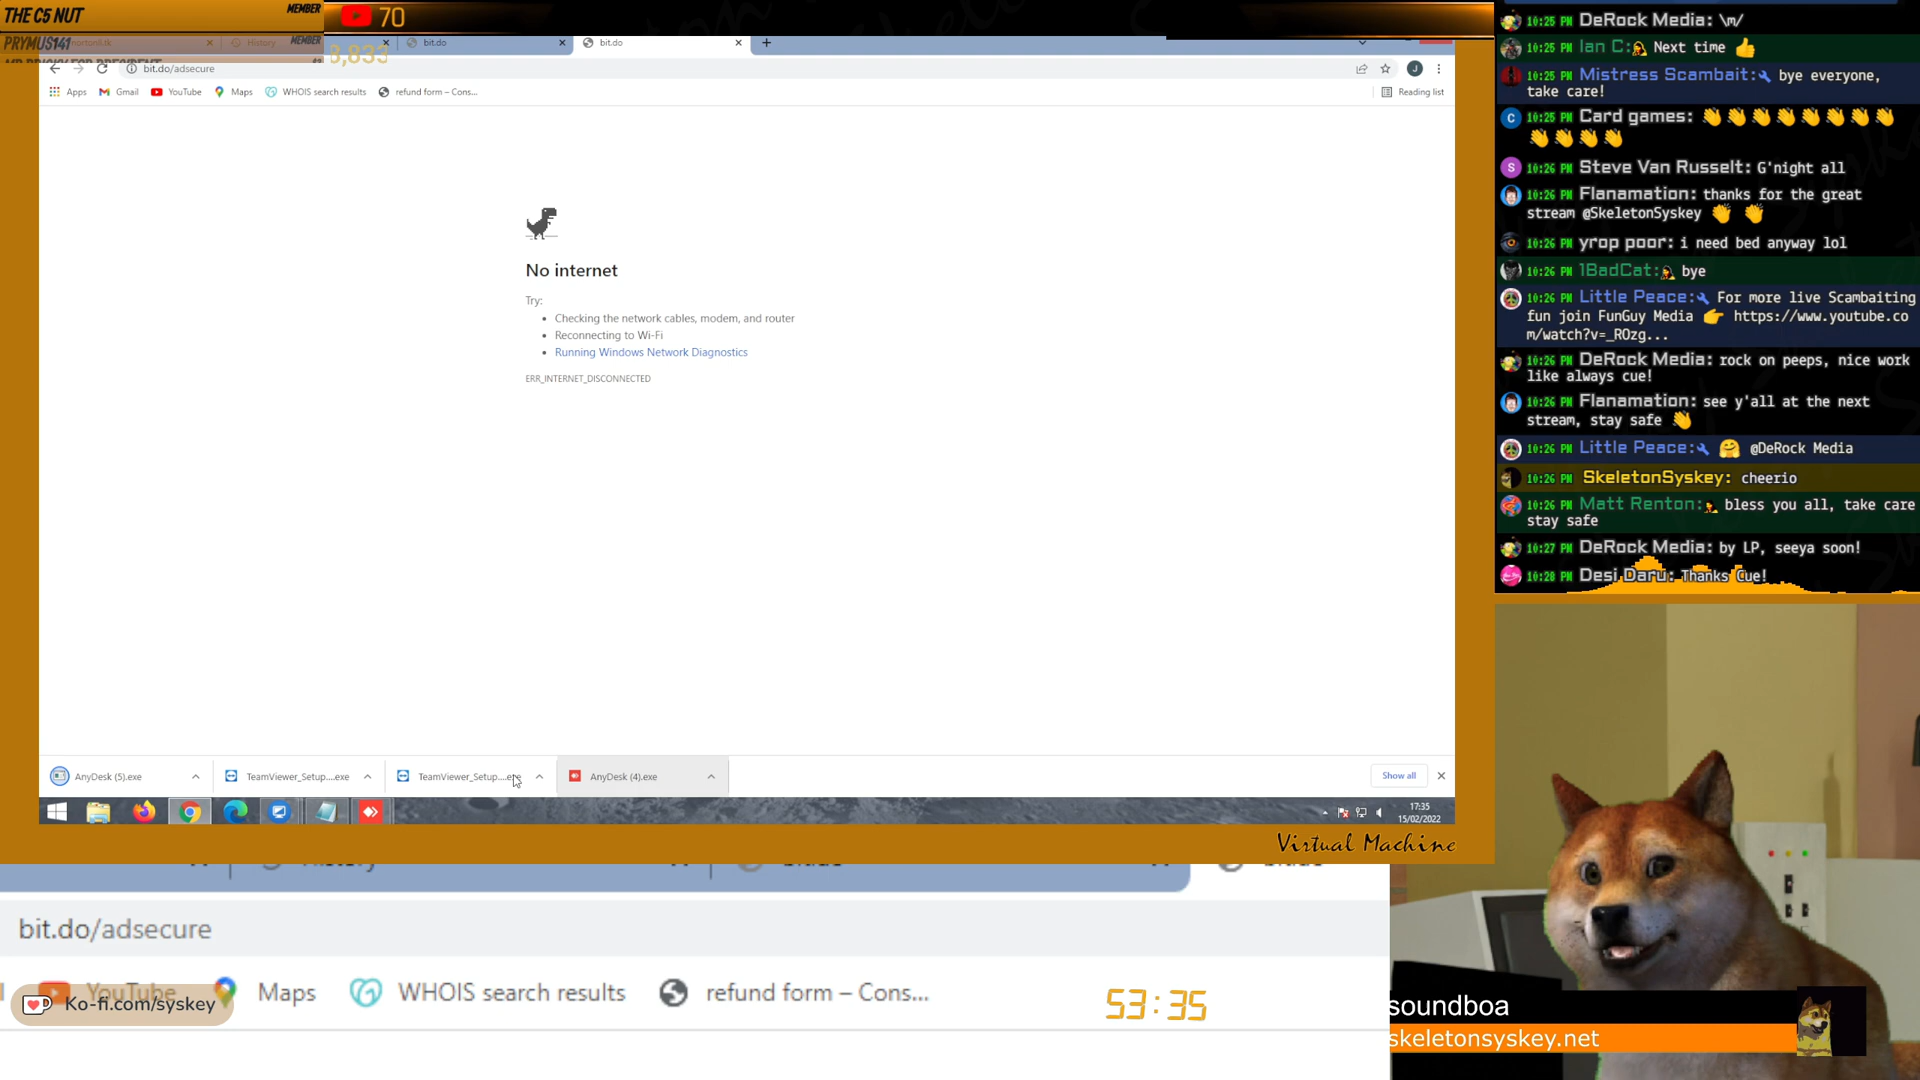 THE C5 NUT MEMBER
70
PRYMUS141 MEMBER
History
bit.do
bit.do
8,833
bit.do/adsecure
Apps Gmail YouTube Maps WHOIS search results refund form – Cons... Reading list
No internet
Try:
Checking the network cables, modem, and router
Reconnecting to Wi-Fi
Running Windows Network Diagnostics
ERR_INTERNET_DISCONNECTED
AnyDesk (5).exe TeamViewer_Setup....exe TeamViewer_Setup....exe AnyDesk (4).exe Show all
17:35
15/02/2022
Virtual Machine
10:25 PM DeRock Media: \m/
10:25 PM Ian C: Next time 👍
10:25 PM Mistress Scambait: bye everyone,
take care!
10:25 PM Card games: 👋👋👋👋👋👋👋👋
👋👋👋👋
10:26 PM Steve Van Russelt: G'night all
10:26 PM Flanamation: thanks for the great
stream @SkeletonSyskey 👏 👏
10:26 PM yrop poor: i need bed anyway lol
10:26 PM 1BadCat: bye
10:26 PM Little Peace: For more live Scambaiting
fun join FunGuy Media 👉 https://www.youtube.co
m/watch?v=_ROzg...
10:26 PM DeRock Media: rock on peeps, nice work
like always cue!
10:26 PM Flanamation: see y'all at the next
stream, stay safe 👋
10:26 PM Little Peace: 🤗 @DeRock Media
10:26 PM SkeletonSyskey: cheerio
10:26 PM Matt Renton: bless you all, take care
stay safe
10:27 PM DeRock Media: by LP, seeya soon!
10:28 PM Desi Daru: Thanks Cue!
bit.do/adsecure
YouTube Maps WHOIS search results refund form – Cons...
Ko-fi.com/syskey
53:35
soundboa
skeletonsyskey.net